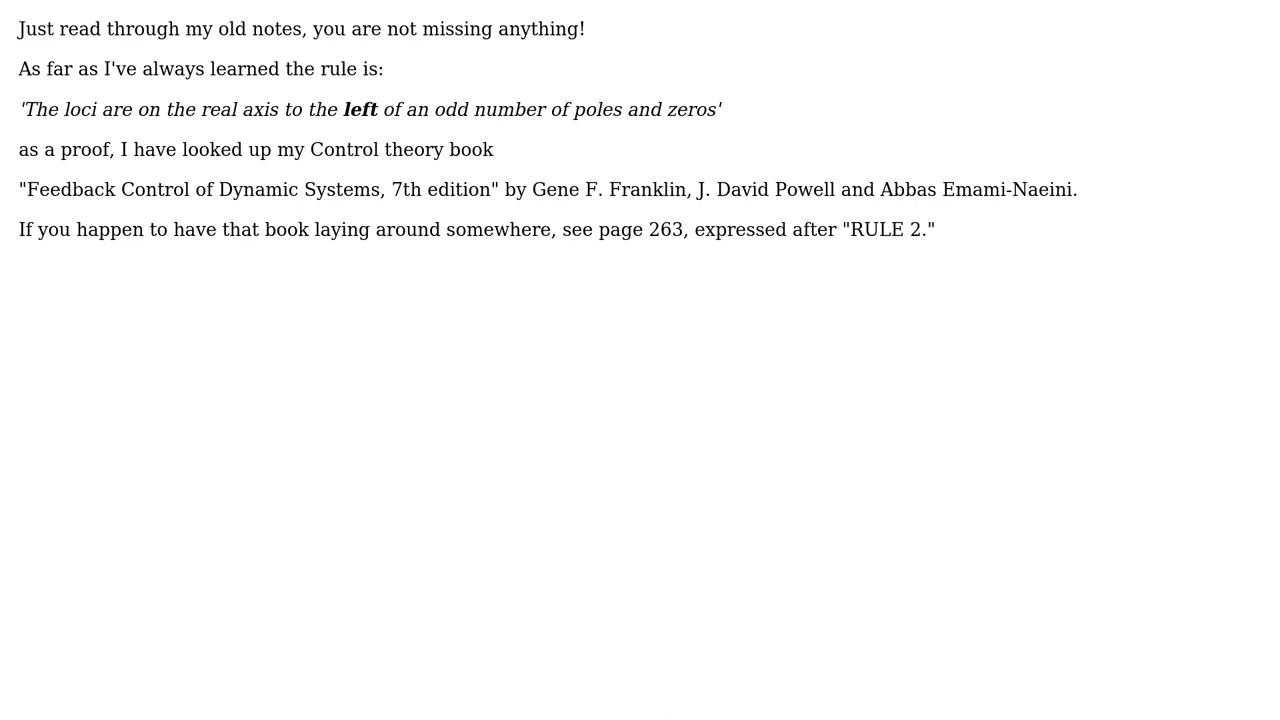 Just read through my old notes, you are not missing anything!
As far as I've always learned the rule is:
'The loci are on the real axis to the left of an odd number of poles and zeros'
as a proof, I have looked up my Control theory book
"Feedback Control of Dynamic Systems, 7th edition" by Gene F. Franklin, J. David Powell and Abbas Emami-Naeini.
If you happen to have that book laying around somewhere, see page 263, expressed after "RULE 2."